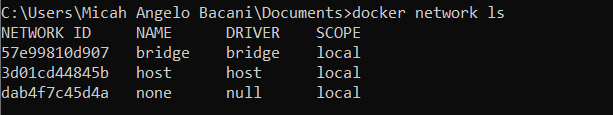 C:\Users\Micah Angelo Bacani\Documents>docker network ls
NETWORK ID     NAME      DRIVER    SCOPE
57e99810d907   bridge    bridge    local
3d01cd44845b   host      host      local
dab4f7c45d4a   none      null      local